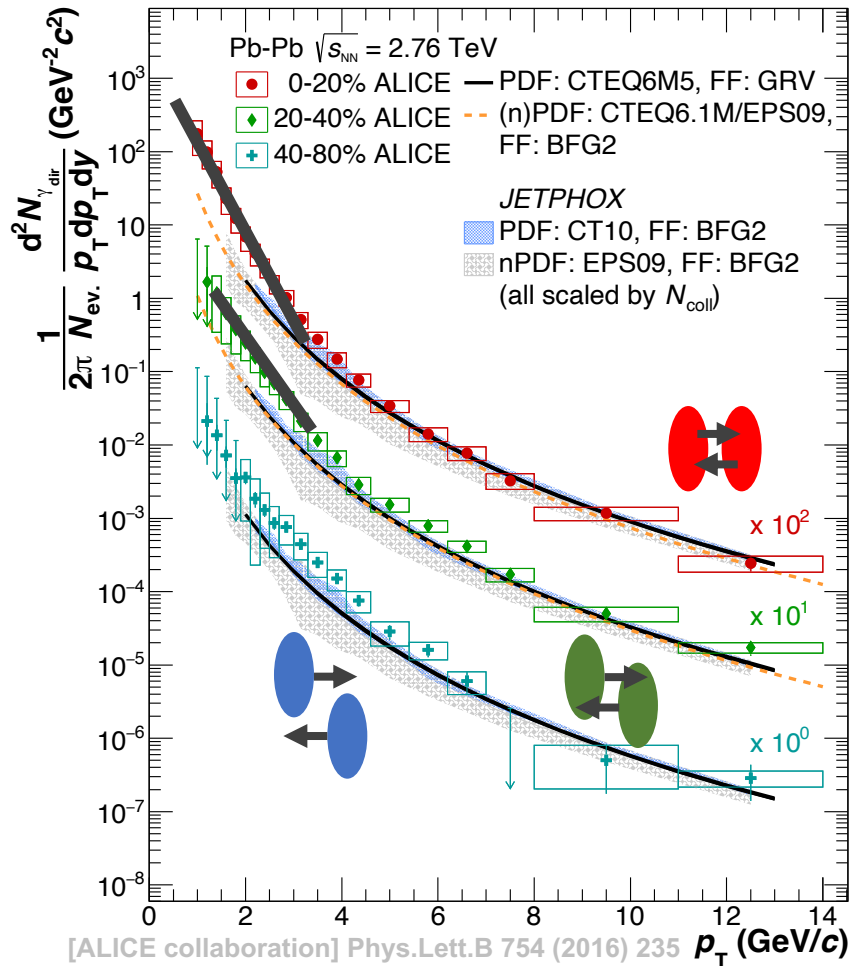 Pb-Pb √s_NN = 2.76 TeV
0-20% ALICE
20-40% ALICE
40-80% ALICE
PDF: CTEQ6M5, FF: GRV
(n)PDF: CTEQ6.1M/EPS09,
FF: BFG2
JETPHOX
PDF: CT10, FF: BFG2
nPDF: EPS09, FF: BFG2
(all scaled by N_coll)
1/(2π N_ev.) d²N_γ_dir/(p_T dp_T dy) (GeV⁻²c²)
10³
10²
10
1
10⁻¹
10⁻²
10⁻³
10⁻⁴
10⁻⁵
10⁻⁶
10⁻⁷
10⁻⁸
x 10²
x 10¹
x 10⁰
0 2 4 6 8 10 12 14
[ALICE collaboration] Phys.Lett.B 754 (2016) 235 p_T (GeV/c)